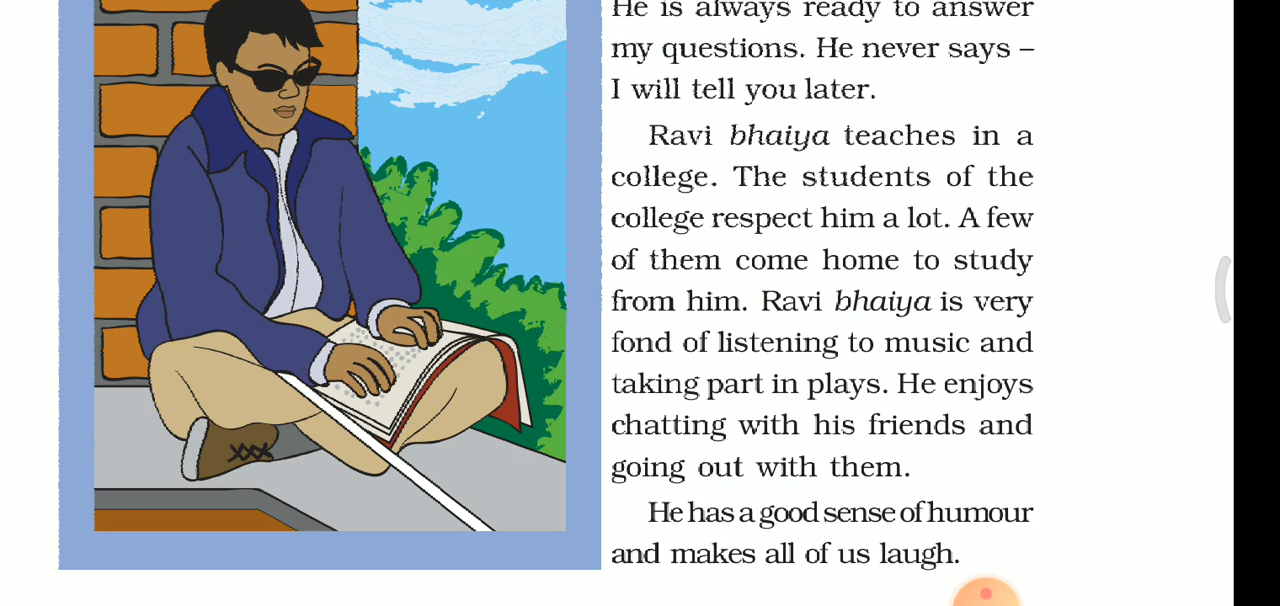 He is always ready to answer
my questions. He never says –
I will tell you later.
Ravi bhaiya teaches in a
college. The students of the
college respect him a lot. A few
of them come home to study
from him. Ravi bhaiya is very
fond of listening to music and
taking part in plays. He enjoys
chatting with his friends and
going out with them.
He has a good sense of humour
and makes all of us laugh.